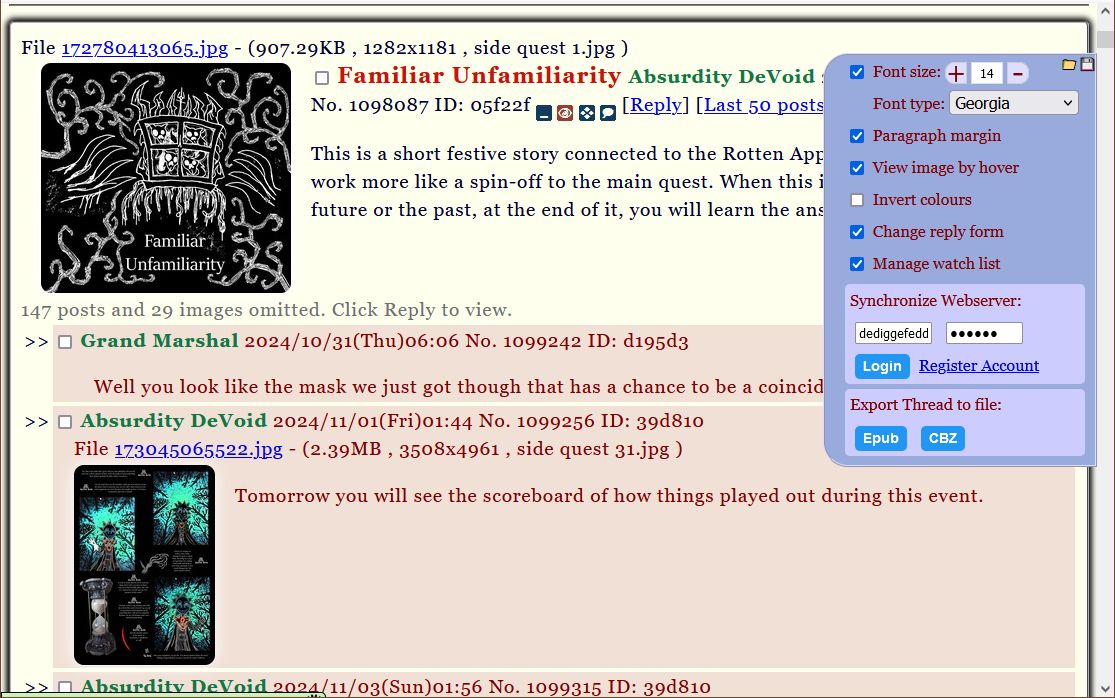 File 172780413065.jpg - (907.29KB , 1282x1181 , side quest 1.jpg )
Familiar
Unfamiliarity
Familiar Unfamiliarity Absurdity DeVoid
No. 1098087 ID: 05f22f [Reply] [Last 50 posts
This is a short festive story connected to the Rotten App
work more like a spin-off to the main quest. When this i
future or the past, at the end of it, you will learn the ans
147 posts and 29 images omitted. Click Reply to view.
>> Grand Marshal 2024/10/31(Thu)06:06 No. 1099242 ID: d195d3
Well you look like the mask we just got though that has a chance to be a coincid
>> Absurdity DeVoid 2024/11/01(Fri)01:44 No. 1099256 ID: 39d810
File 173045065522.jpg - (2.39MB , 3508x4961 , side quest 31.jpg )
Tomorrow you will see the scoreboard of how things played out during this event.
>> Absurdity DeVoid 2024/11/03(Sun)01:56 No. 1099315 ID: 39d810
Font size: + 14 -
Font type: Georgia
Paragraph margin
View image by hover
Invert colours
Change reply form
Manage watch list
Synchronize Webserver:
dediggefedd ••••••
Login Register Account
Export Thread to file:
Epub CBZ